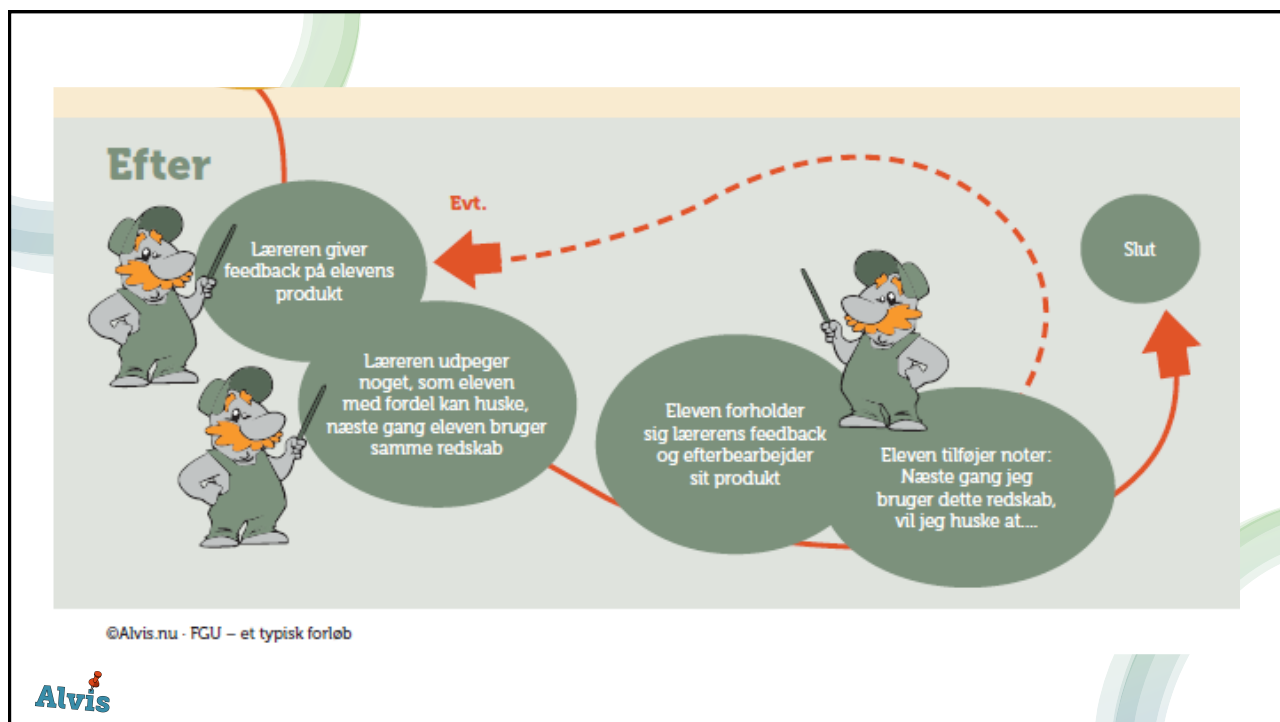 Efter
Evt.
Læreren giver
feedback på elevens
produkt
Læreren udpeger
noget, som eleven
med fordel kan huske,
næste gang eleven bruger
samme redskab
Eleven forholder
sig lærerens feedback
og efterbearbejder
sit produkt
Eleven tilføjer noter:
Næste gang jeg
bruger dette redskab,
vil jeg huske at....
Slut
©Alvis.nu · FGU – et typisk forløb
Alvis